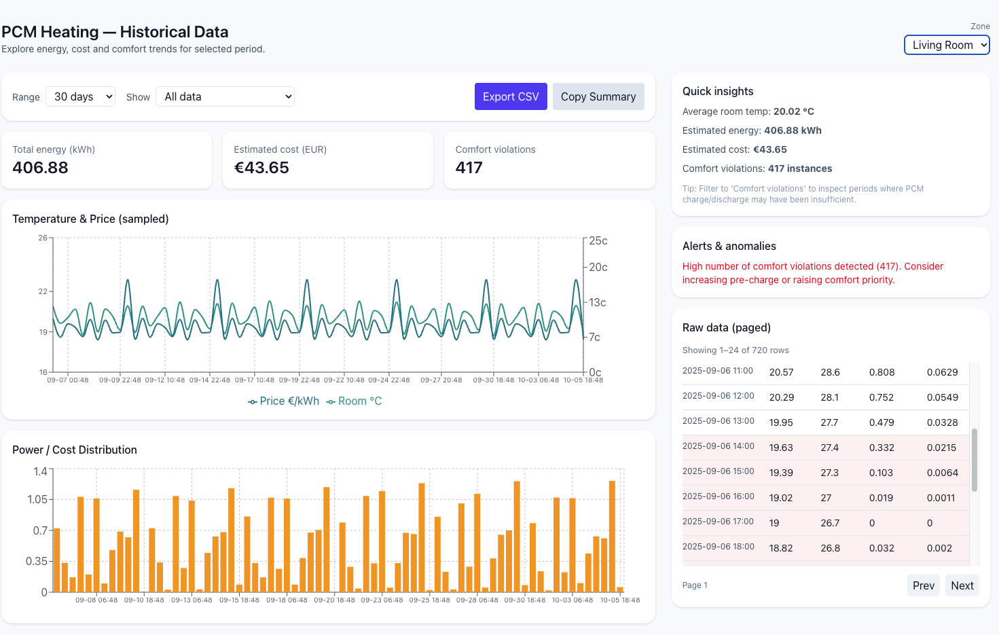 PCM Heating — Historical Data
Explore energy, cost and comfort trends for selected period.
Zone
Living Room
Range 30 days Show All data Export CSV Copy Summary
Total energy (kWh)
406.88
Estimated cost (EUR)
€43.65
Comfort violations
417
Temperature & Price (sampled)
26
22
19
16
25c
20c
13c
7c
0c
09-07 00:48 09-09 22:48 09-12 10:48 09-14 22:48 09-17 10:48 09-19 22:48 09-22 10:48 09-24 22:48 09-27 20:48 09-30 18:48 10-03 06:48 10-05 18:48
Price €/kWh Room °C
Power / Cost Distribution
1.4
1.05
0.7
0.35
0
09-08 06:48 09-10 18:48 09-13 06:48 09-15 18:48 09-18 06:48 09-20 18:48 09-23 06:48 09-25 18:48 09-28 06:48 09-30 18:48 10-03 06:48 10-05 18:48
Quick insights
Average room temp: 20.02 °C
Estimated energy: 406.88 kWh
Estimated cost: €43.65
Comfort violations: 417 instances
Tip: Filter to 'Comfort violations' to inspect periods where PCM
charge/discharge may have been insufficient.
Alerts & anomalies
High number of comfort violations detected (417). Consider
increasing pre-charge or raising comfort priority.
Raw data (paged)
Showing 1–24 of 720 rows
2025-09-06 11:00 20.57 28.6 0.808 0.0629
2025-09-06 12:00 20.29 28.1 0.752 0.0549
2025-09-06 13:00 19.95 27.7 0.479 0.0328
2025-09-06 14:00 19.63 27.4 0.332 0.0215
2025-09-06 15:00 19.39 27.3 0.103 0.0064
2025-09-06 16:00 19.02 27 0.019 0.0011
2025-09-06 17:00 19 26.7 0 0
2025-09-06 18:00 18.82 26.8 0.032 0.002
Page 1 Prev Next